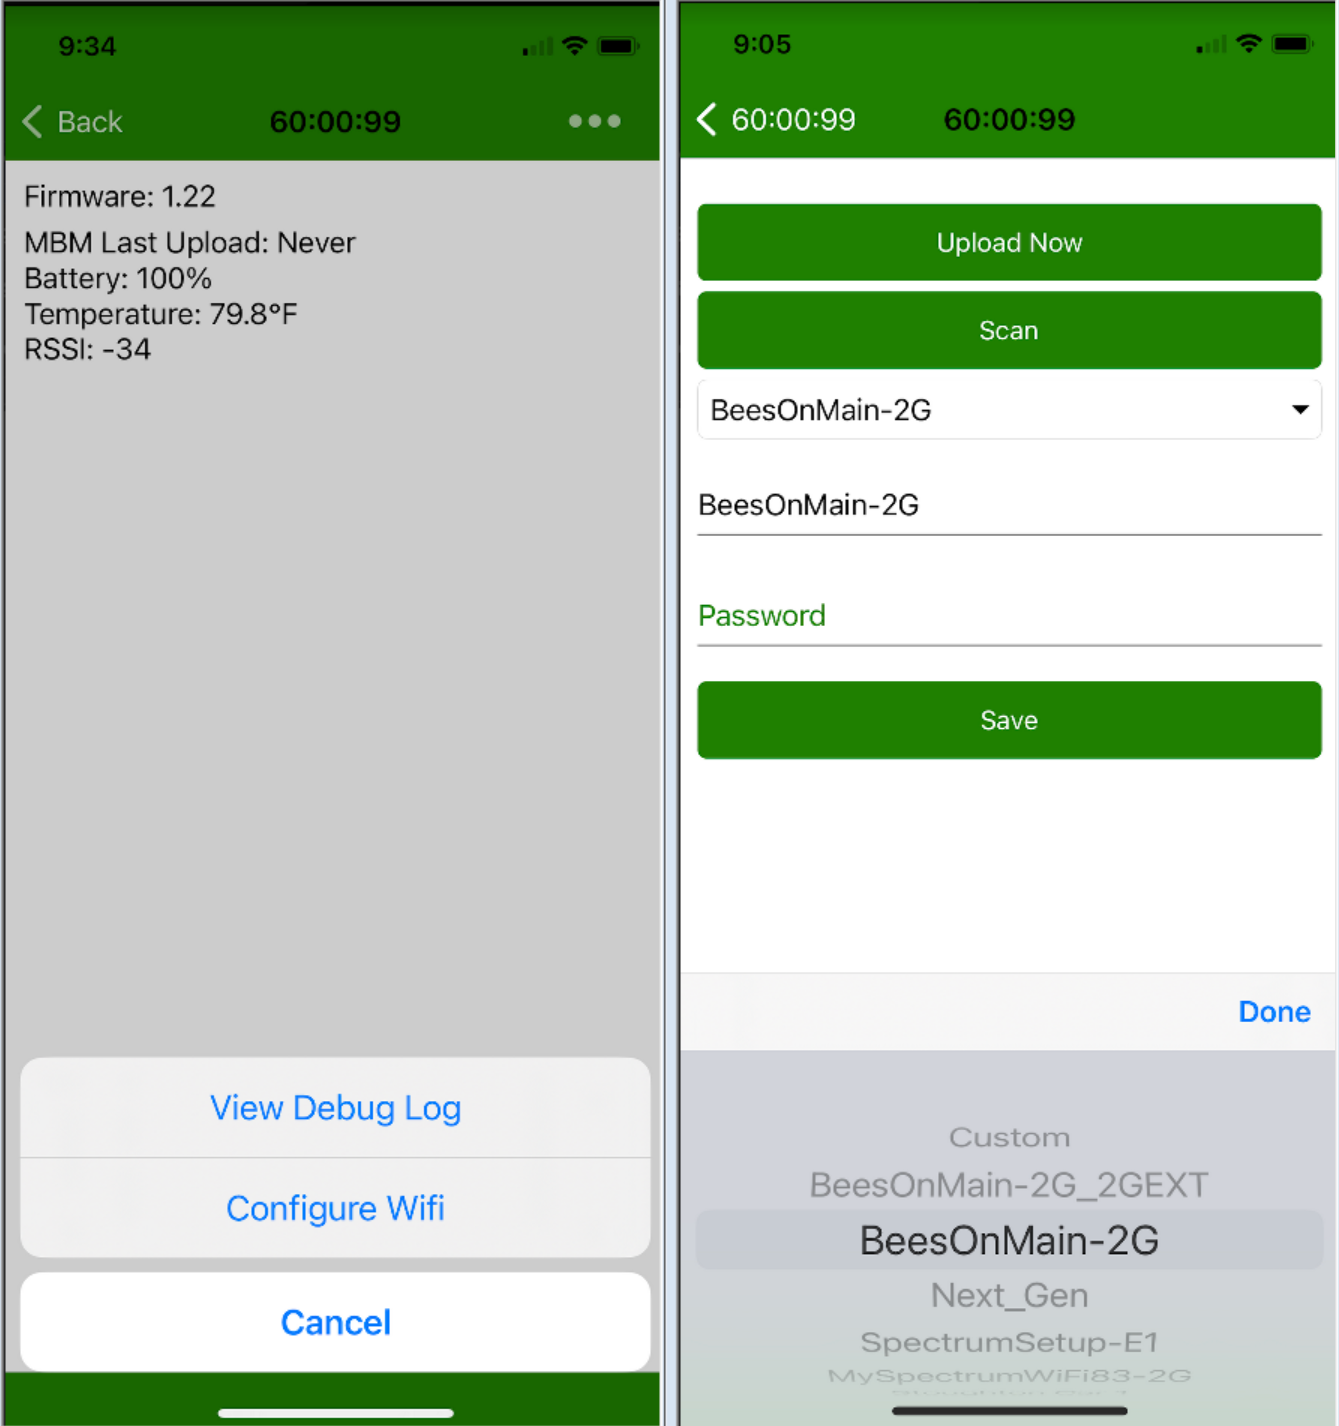 9:34
Back
60:00:99
Firmware: 1.22
MBM Last Upload: Never
Battery: 100%
Temperature: 79.8°F
RSSI: -34
View Debug Log
Configure Wifi
Cancel
9:05
60:00:99
60:00:99
Upload Now
Scan
BeesOnMain-2G
BeesOnMain-2G
Password
Save
Done
Custom
BeesOnMain-2G_2GEXT
BeesOnMain-2G
Next_Gen
SpectrumSetup-E1
MySpectrumWiFi83-2G